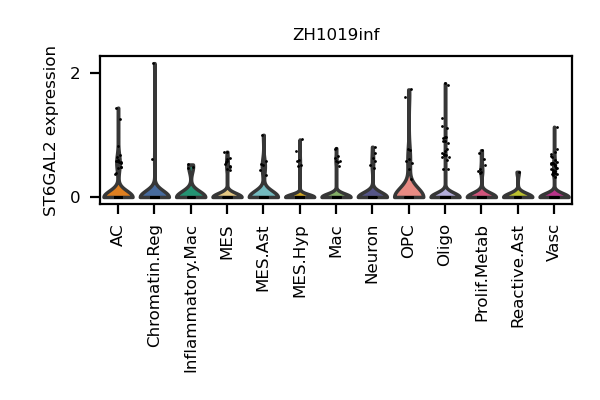 ZH1019inf
ST6GAL2 expression
2
0
AC
Chromatin.Reg
Inflammatory.Mac
MES
MES.Ast
MES.Hyp
Mac
Neuron
OPC
Oligo
Prolif.Metab
Reactive.Ast
Vasc